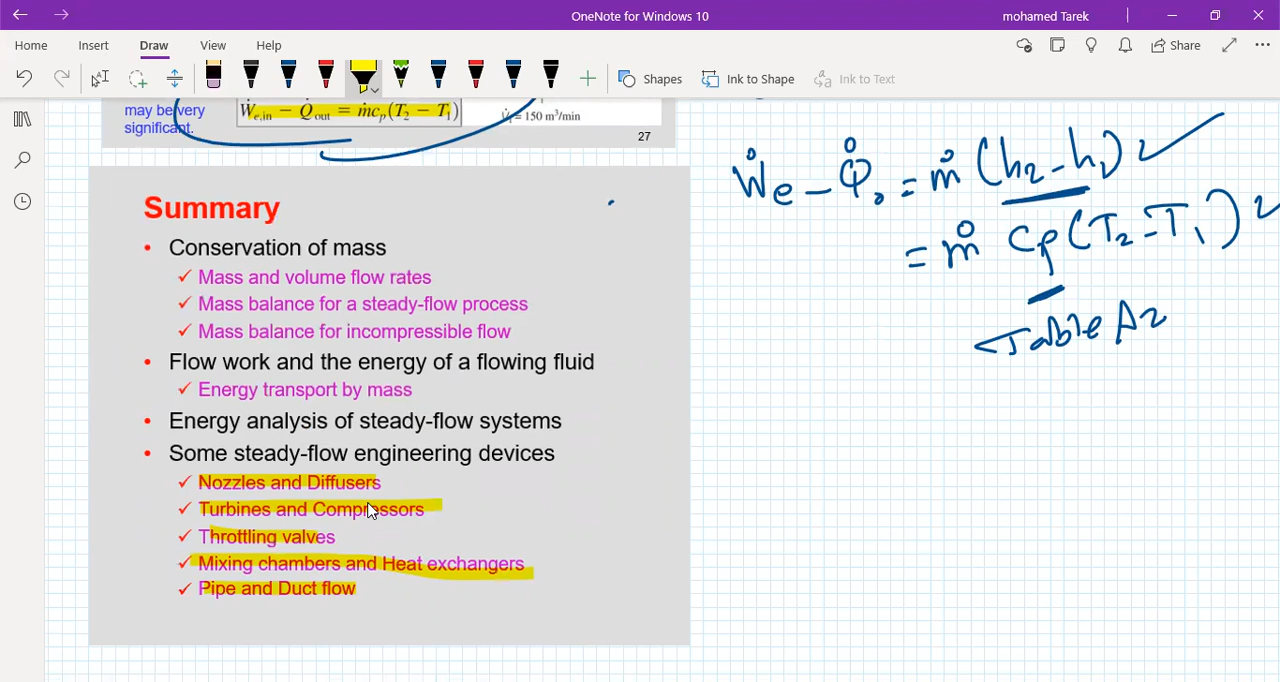 OneNote for Windows 10
mohamed Tarek
Home Insert Draw View Help
Share
Shapes
Ink to Shape
Ink to Text
may be very
significant.
Ẇe,in − Q̇out = ṁcp(T2 − T1)
V̇1 = 150 m³/min
27
Summary
• Conservation of mass
✓ Mass and volume flow rates
✓ Mass balance for a steady-flow process
✓ Mass balance for incompressible flow
• Flow work and the energy of a flowing fluid
✓ Energy transport by mass
• Energy analysis of steady-flow systems
• Some steady-flow engineering devices
✓ Nozzles and Diffusers
✓ Turbines and Compressors
✓ Throttling valves
✓ Mixing chambers and Heat exchangers
✓ Pipe and Duct flow
Ẇe − Q̇o = ṁ (h2 − h1) ✓
= ṁ cp (T2 − T1) ✓
Table A2